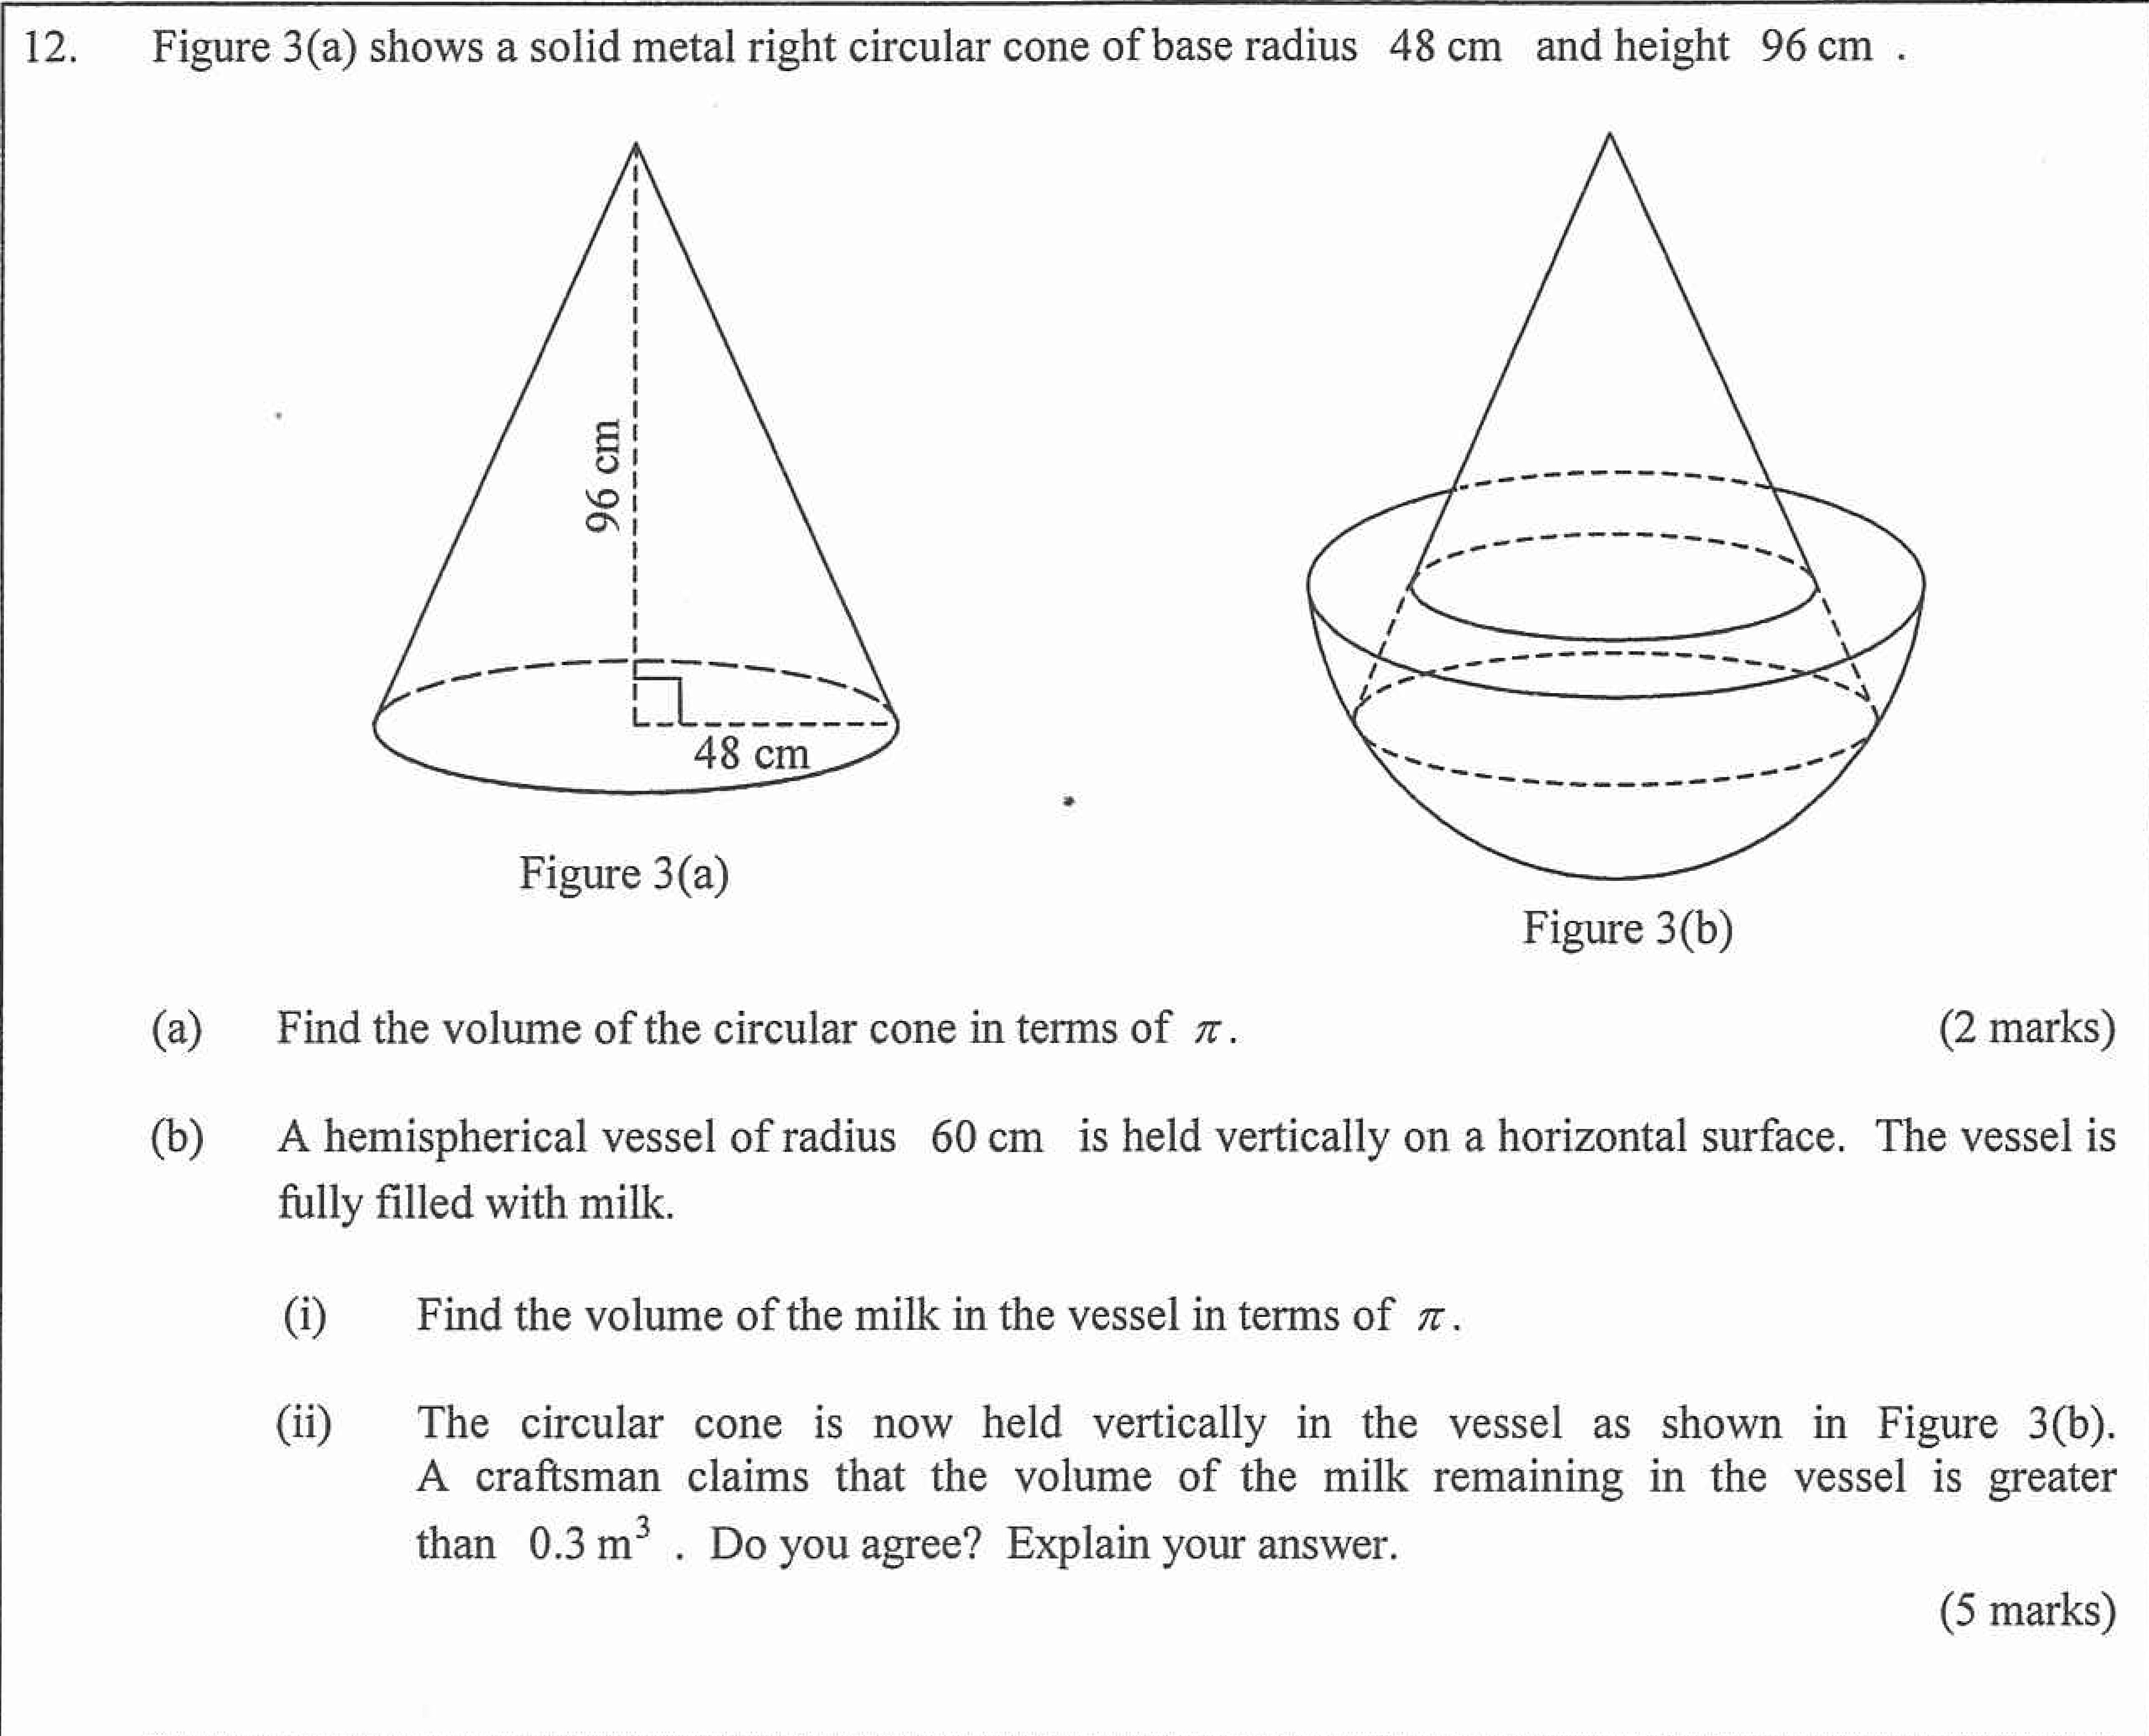 12. Figure 3(a) shows a solid metal right circular cone of base radius 48 cm and height 96 cm .
96 cm
48 cm
Figure 3(a)
Figure 3(b)
(a) Find the volume of the circular cone in terms of π . (2 marks)
(b) A hemispherical vessel of radius 60 cm is held vertically on a horizontal surface. The vessel is
fully filled with milk.
(i) Find the volume of the milk in the vessel in terms of π .
(ii) The circular cone is now held vertically in the vessel as shown in Figure 3(b).
A craftsman claims that the volume of the milk remaining in the vessel is greater
than 0.3 m³ . Do you agree? Explain your answer.
(5 marks)